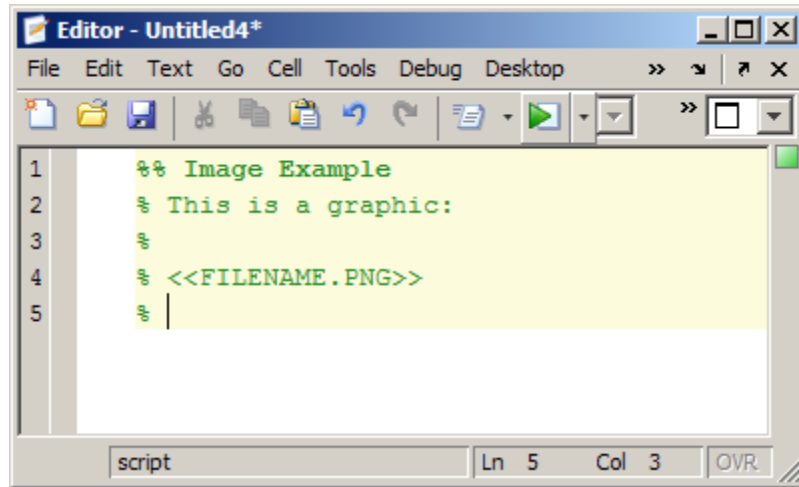 Editor - Untitled4*
File Edit Text Go Cell Tools Debug Desktop
1 %% Image Example
2 % This is a graphic:
3 %
4 % <<FILENAME.PNG>>
5 %
script Ln 5 Col 3 OVR